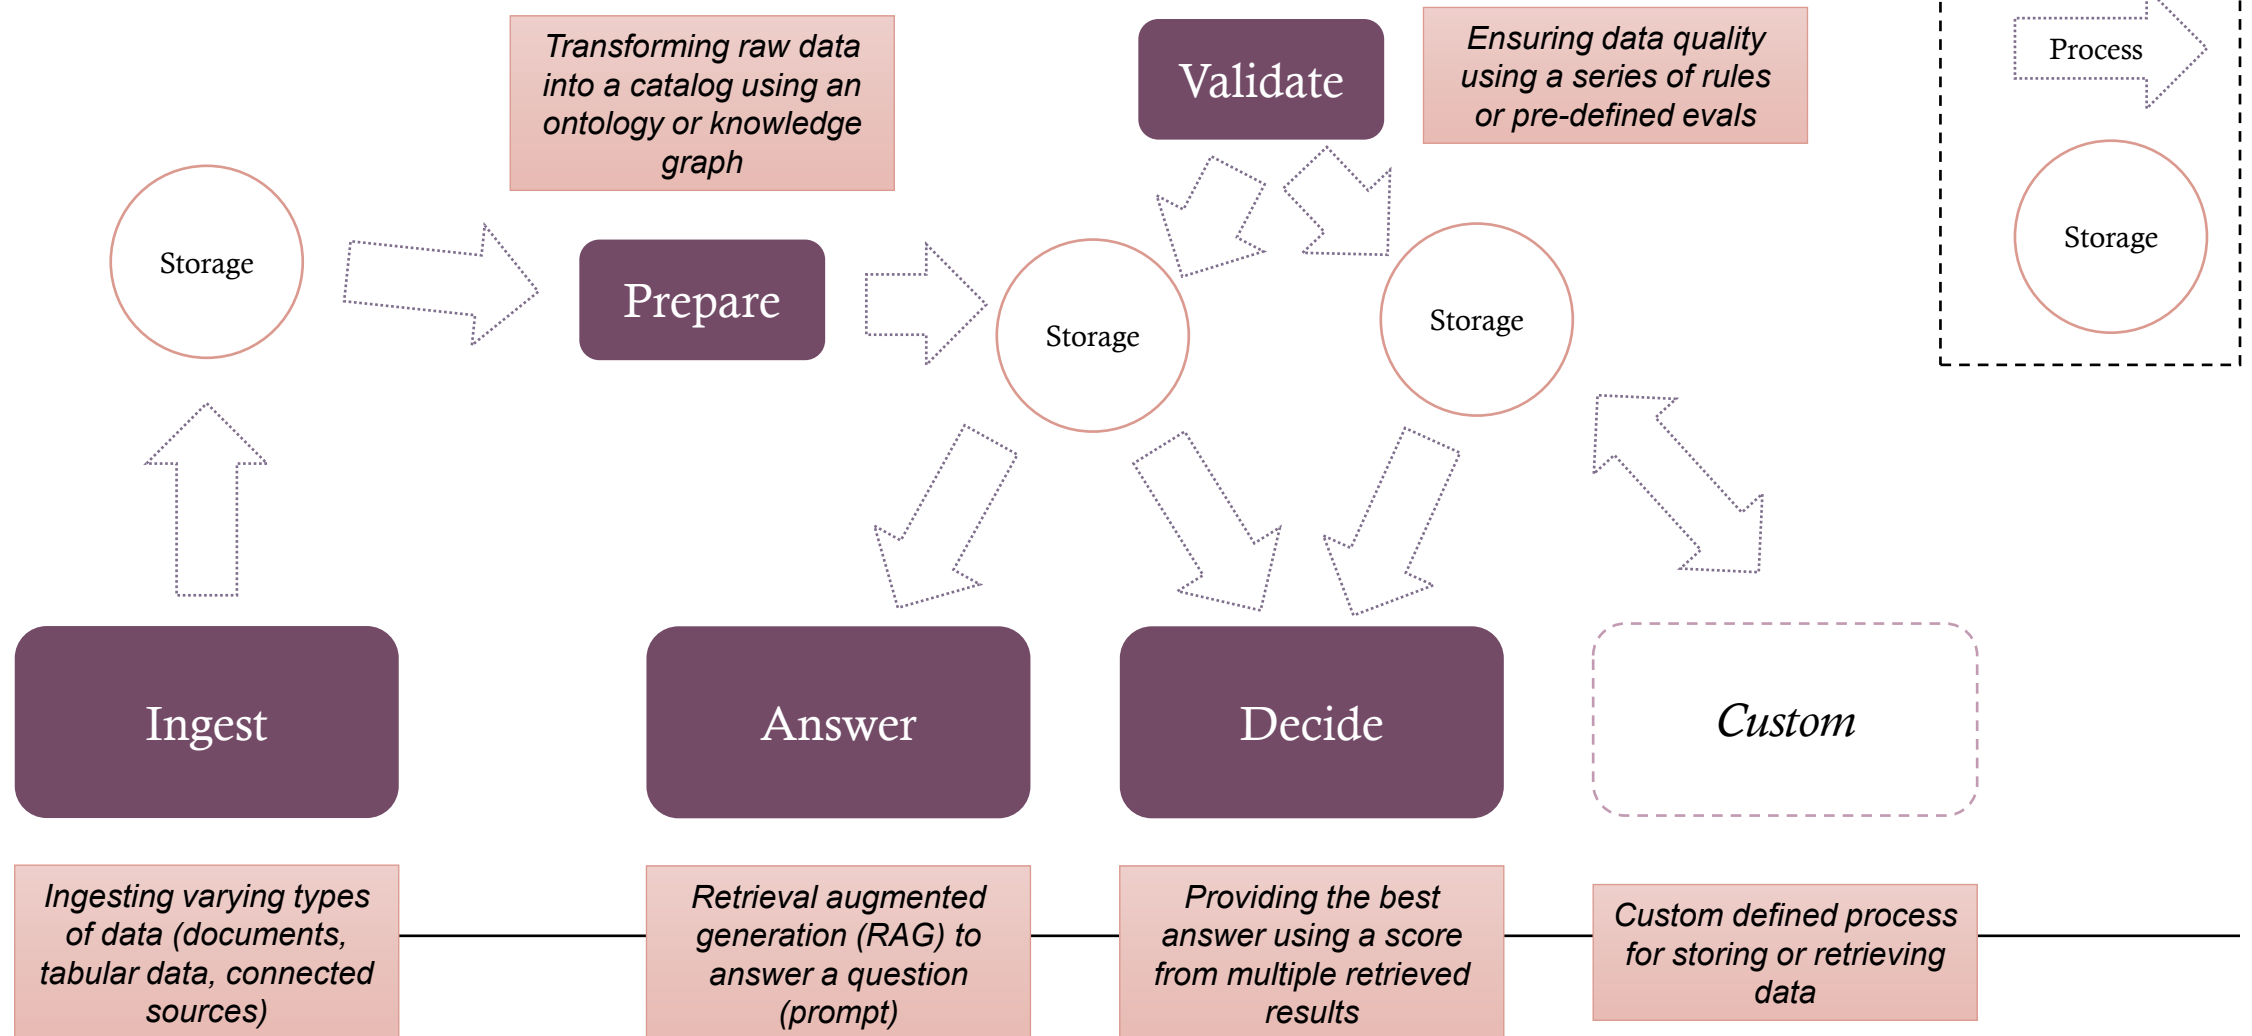 Transforming raw data
into a catalog using an
ontology or knowledge
graph
Validate
Ensuring data quality
using a series of rules
or pre-defined evals
Process
Storage
Storage
Prepare
Storage
Storage
Ingest
Answer
Decide
Custom
Ingesting varying types
of data (documents,
tabular data, connected
sources)
Retrieval augmented
generation (RAG) to
answer a question
(prompt)
Providing the best
answer using a score
from multiple retrieved
results
Custom defined process
for storing or retrieving
data